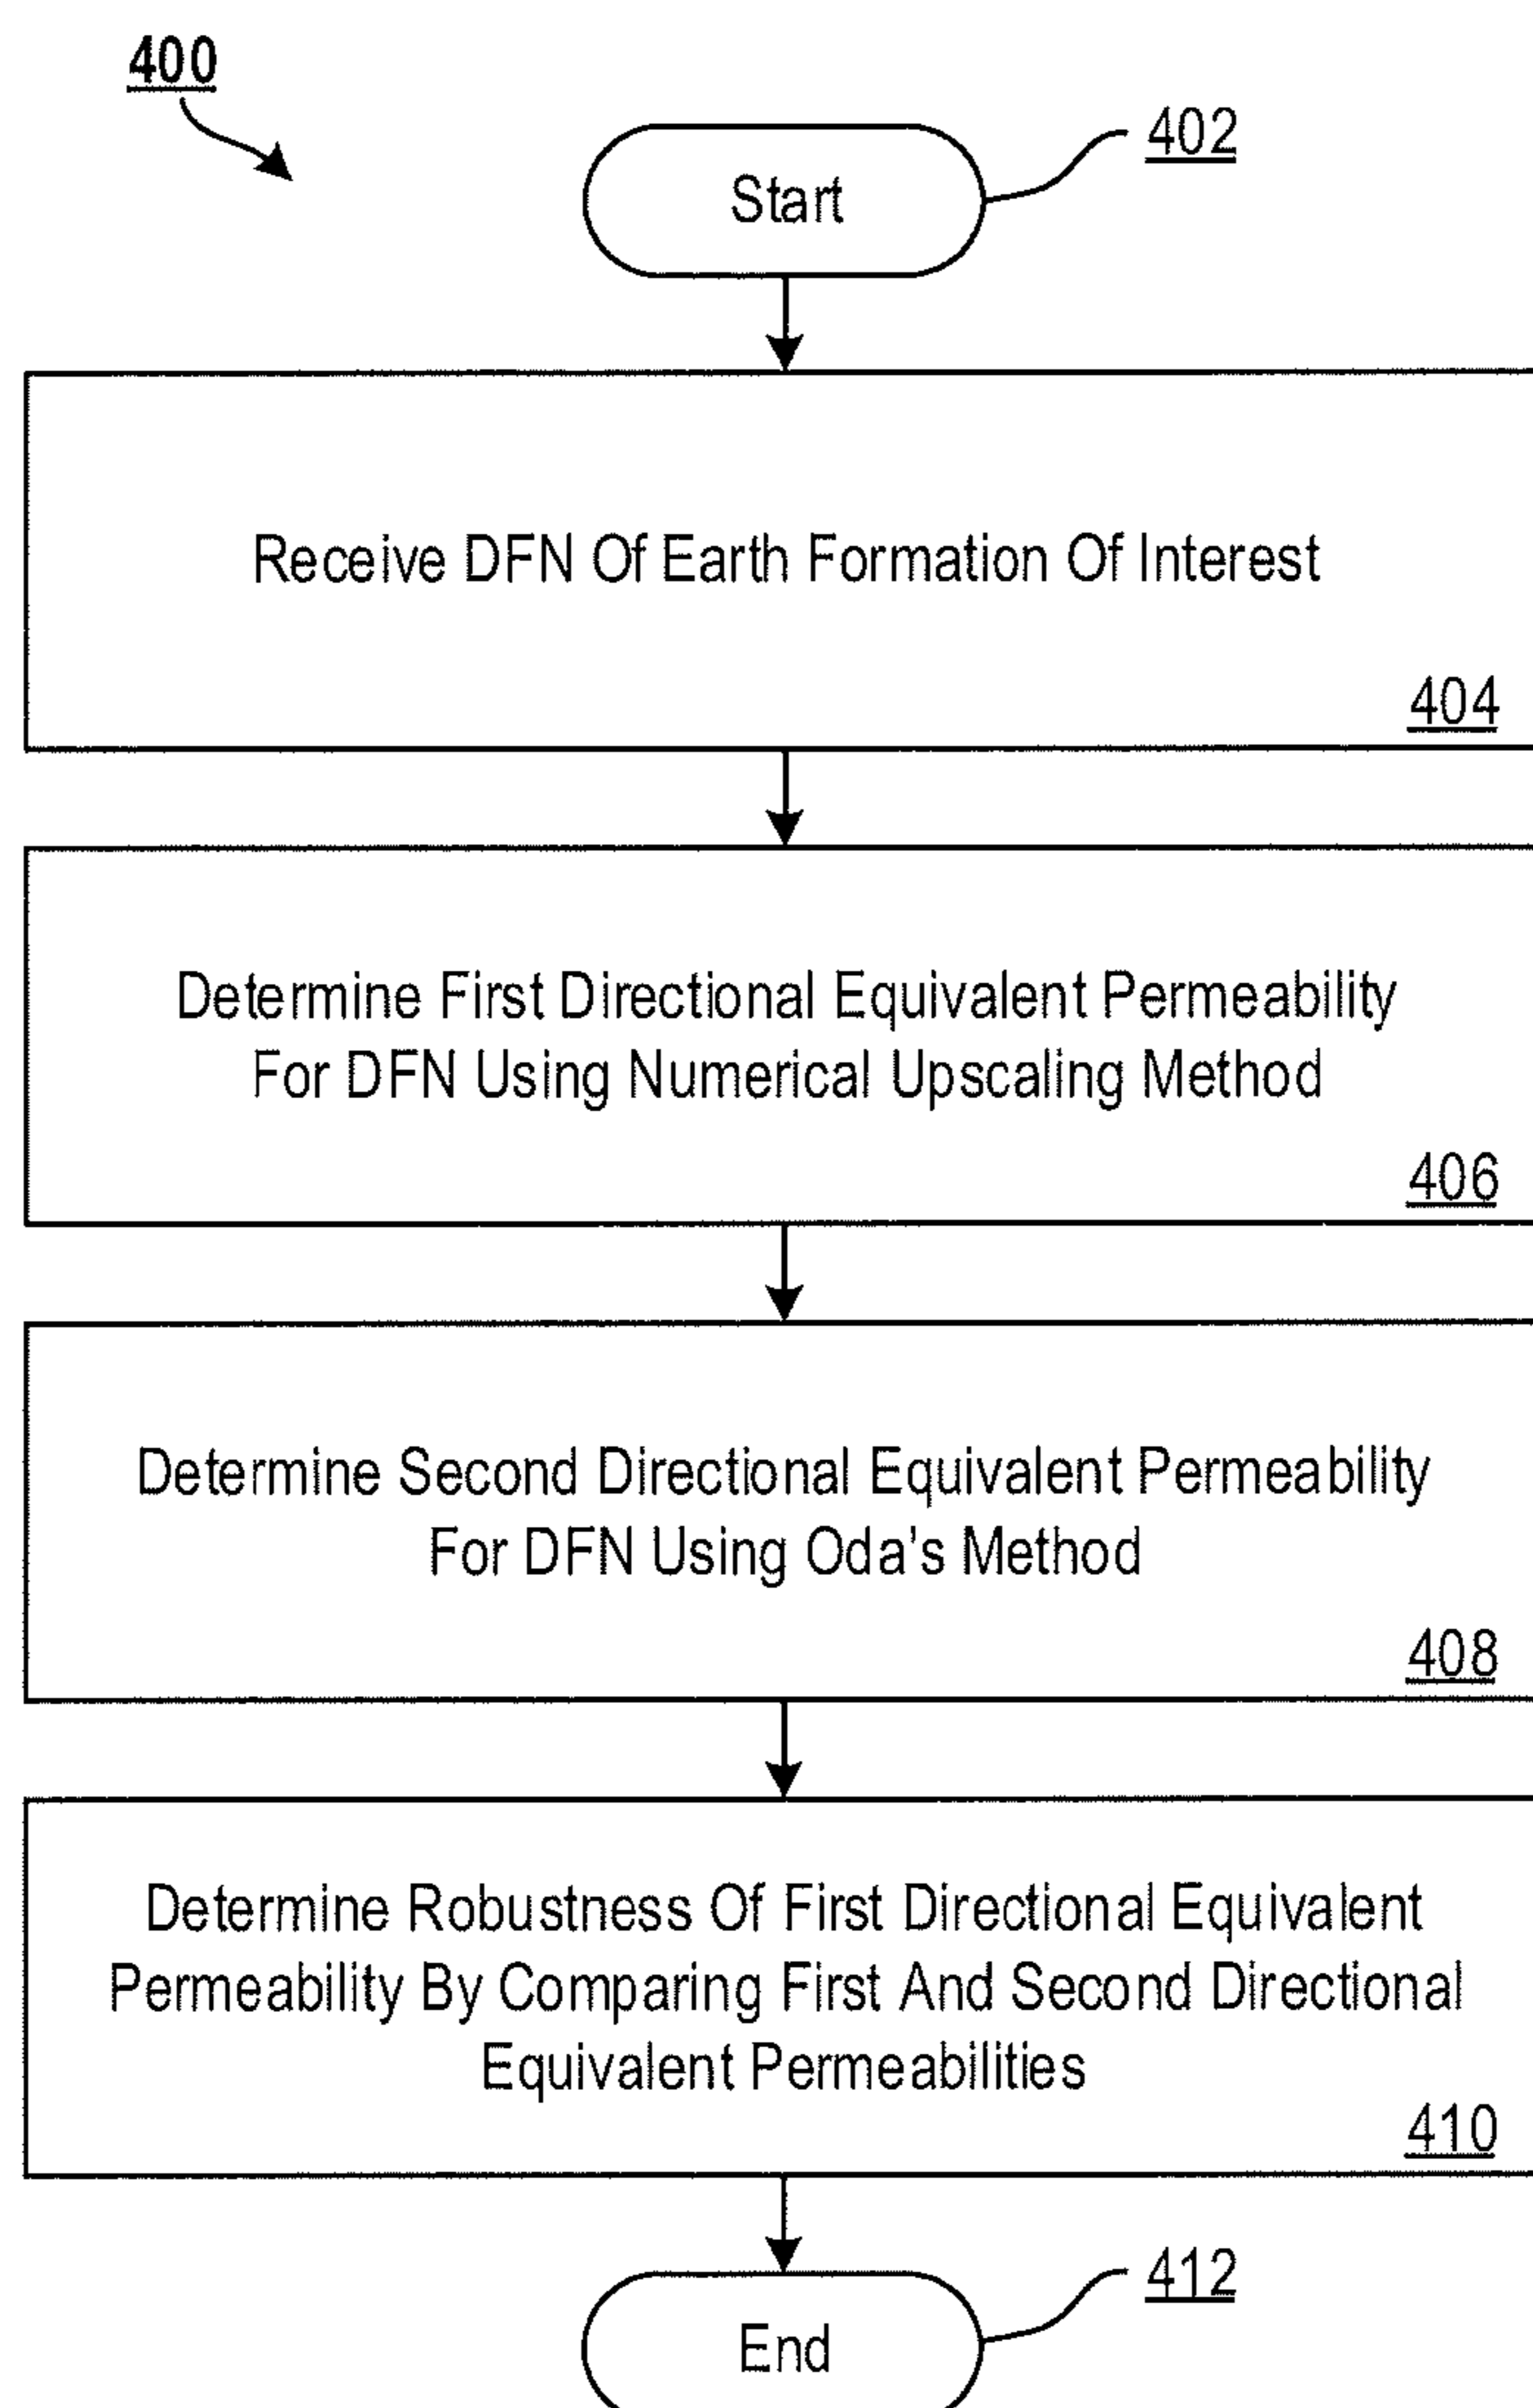 400
402
Start
Receive DFN Of Earth Formation Of Interest
404
Determine First Directional Equivalent Permeability
For DFN Using Numerical Upscaling Method
406
Determine Second Directional Equivalent Permeability
For DFN Using Oda's Method
408
Determine Robustness Of First Directional Equivalent
Permeability By Comparing First And Second Directional
Equivalent Permeabilities
410
412
End